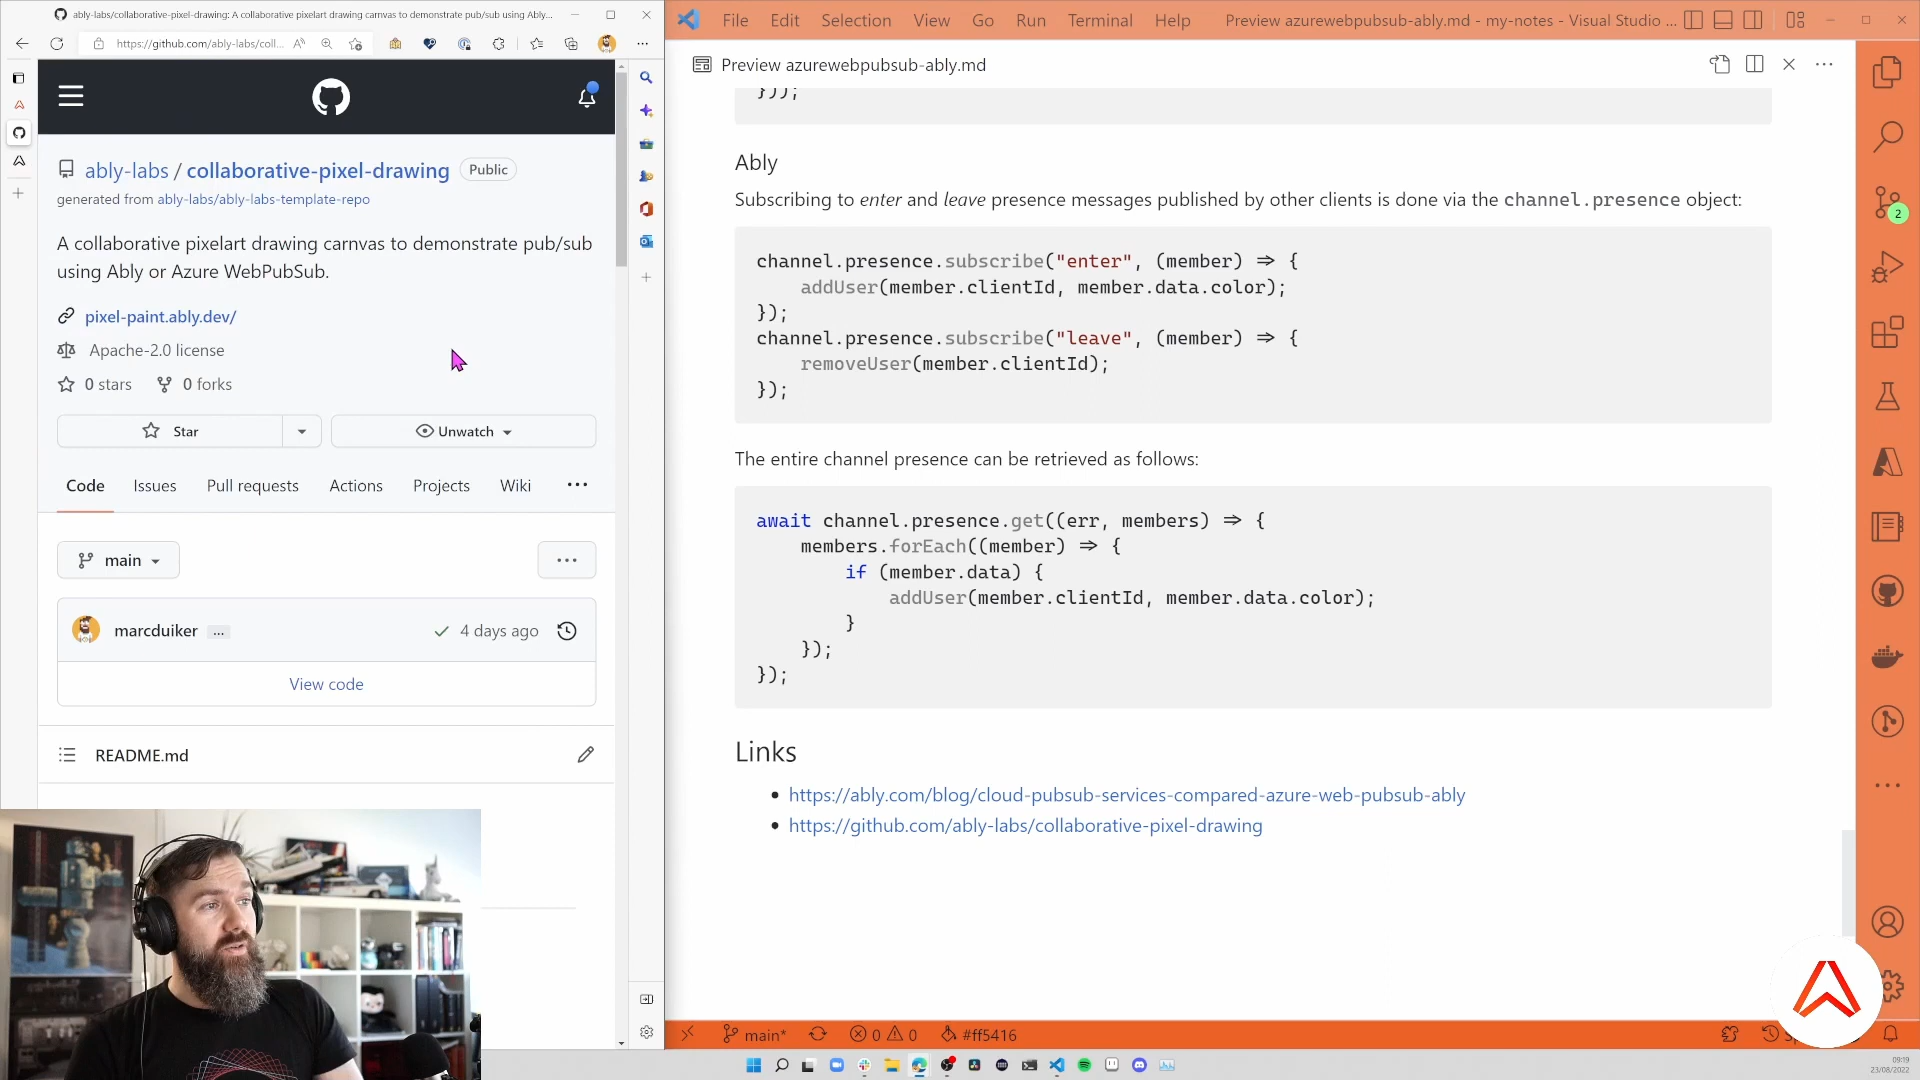 ably-labs/collaborative-pixel-drawing: A collaborative pixelart drawing carnvas to demonstrate pub/sub using Ably...
https://github.com/ably-labs/coll...
ably-labs / collaborative-pixel-drawing Public
generated from ably-labs/ably-labs-template-repo
A collaborative pixelart drawing carnvas to demonstrate pub/sub
using Ably or Azure WebPubSub.
pixel-paint.ably.dev/
Apache-2.0 license
0 stars 0 forks
Star Unwatch
Code Issues Pull requests Actions Projects Wiki ...
main ...
marcduiker ... 4 days ago
View code
README.md
File Edit Selection View Go Run Terminal Help Preview azurewebpubsub-ably.md - my-notes - Visual Studio ...
Preview azurewebpubsub-ably.md
}));
Ably
Subscribing to enter and leave presence messages published by other clients is done via the channel.presence object:
channel.presence.subscribe("enter", (member) => {
addUser(member.clientId, member.data.color);
});
channel.presence.subscribe("leave", (member) => {
removeUser(member.clientId);
});
The entire channel presence can be retrieved as follows:
await channel.presence.get((err, members) => {
members.forEach((member) => {
if (member.data) {
addUser(member.clientId, member.data.color);
}
});
});
Links
• https://ably.com/blog/cloud-pubsub-services-compared-azure-web-pubsub-ably
• https://github.com/ably-labs/collaborative-pixel-drawing
2
main* 0 0 #ff5416
09:19
23/08/2022